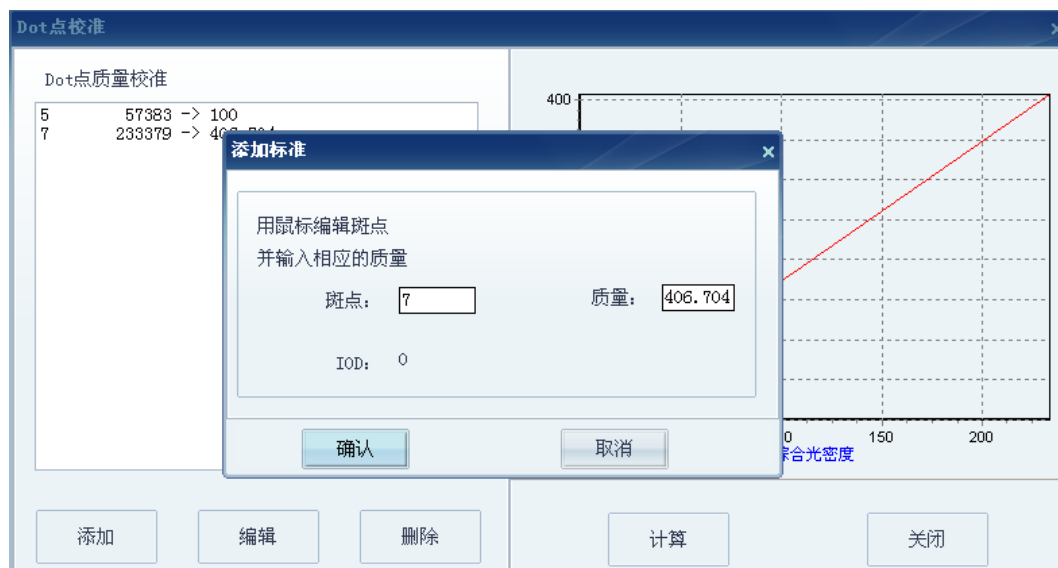 Dot点校准
Dot点质量校准
5 57383 -> 100
7 233379 ->
添加标准
用鼠标编辑斑点
并输入相应的质量
斑点: 7
质量: 406.704
IOD: 0
确认 取消
400
150 200
综合光密度
添加 编辑 删除
计算 关闭